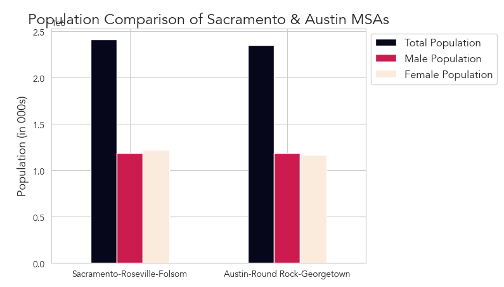 Population Comparison of Sacramento & Austin MSAs
1e6
Total Population
Male Population
Female Population
2.5
2.0
1.5
1.0
0.5
0.0
Population (in 000s)
Sacramento-Roseville-Folsom
Austin-Round Rock-Georgetown